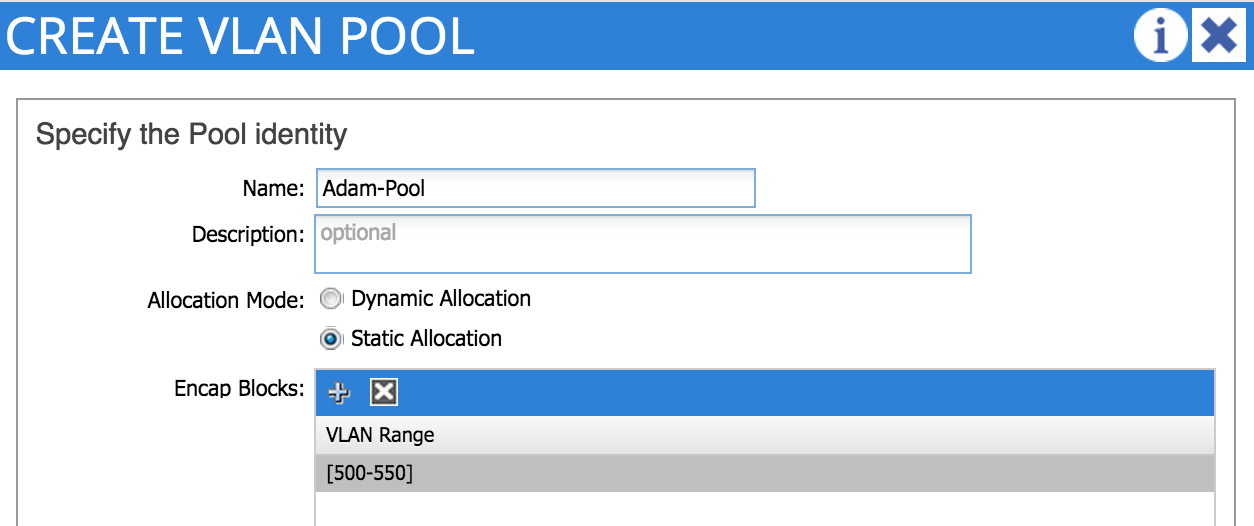 CREATE VLAN POOL
Specify the Pool identity
Name: Adam-Pool
Description: optional
Allocation Mode: Dynamic Allocation
Static Allocation
Encap Blocks:
VLAN Range
[500-550]